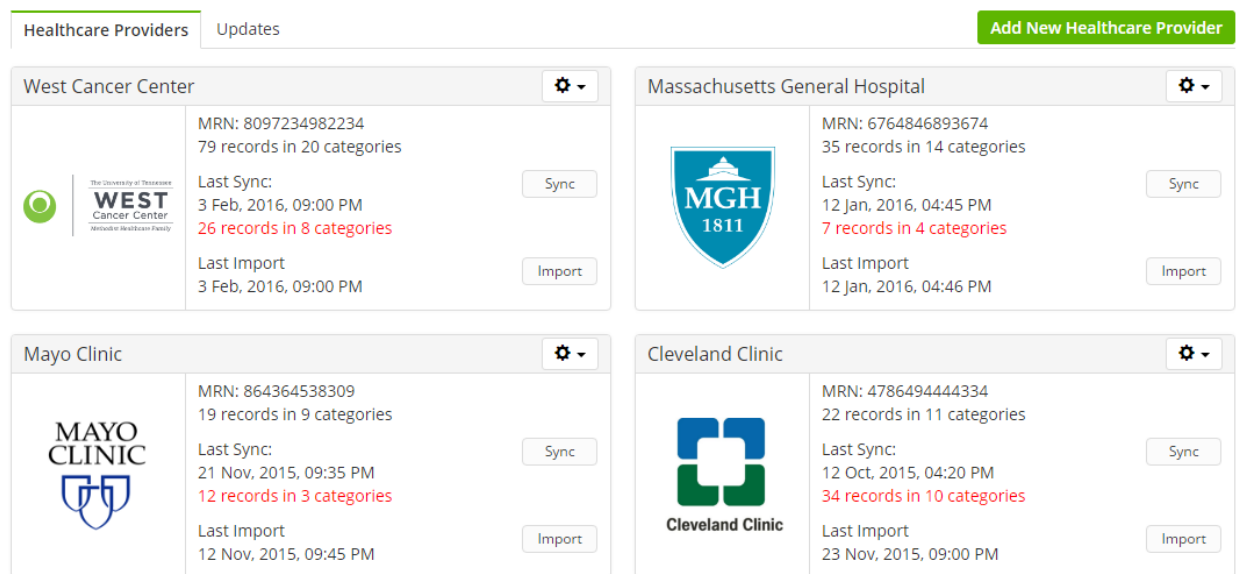 Healthcare Providers
Updates
Add New Healthcare Provider
West Cancer Center
The University of Tennessee
WEST
Cancer Center
Methodist Healthcare Family
MRN: 8097234982234
79 records in 20 categories
Last Sync:
3 Feb, 2016, 09:00 PM
26 records in 8 categories
Sync
Last Import
3 Feb, 2016, 09:00 PM
Import
Massachusetts General Hospital
MGH
1811
MRN: 6764846893674
35 records in 14 categories
Last Sync:
12 Jan, 2016, 04:45 PM
7 records in 4 categories
Sync
Last Import
12 Jan, 2016, 04:46 PM
Import
Mayo Clinic
MAYO
CLINIC
MRN: 864364538309
19 records in 9 categories
Last Sync:
21 Nov, 2015, 09:35 PM
12 records in 3 categories
Sync
Last Import
12 Nov, 2015, 09:45 PM
Import
Cleveland Clinic
Cleveland Clinic
MRN: 4786494444334
22 records in 11 categories
Last Sync:
12 Oct, 2015, 04:20 PM
34 records in 10 categories
Sync
Last Import
23 Nov, 2015, 09:00 PM
Import